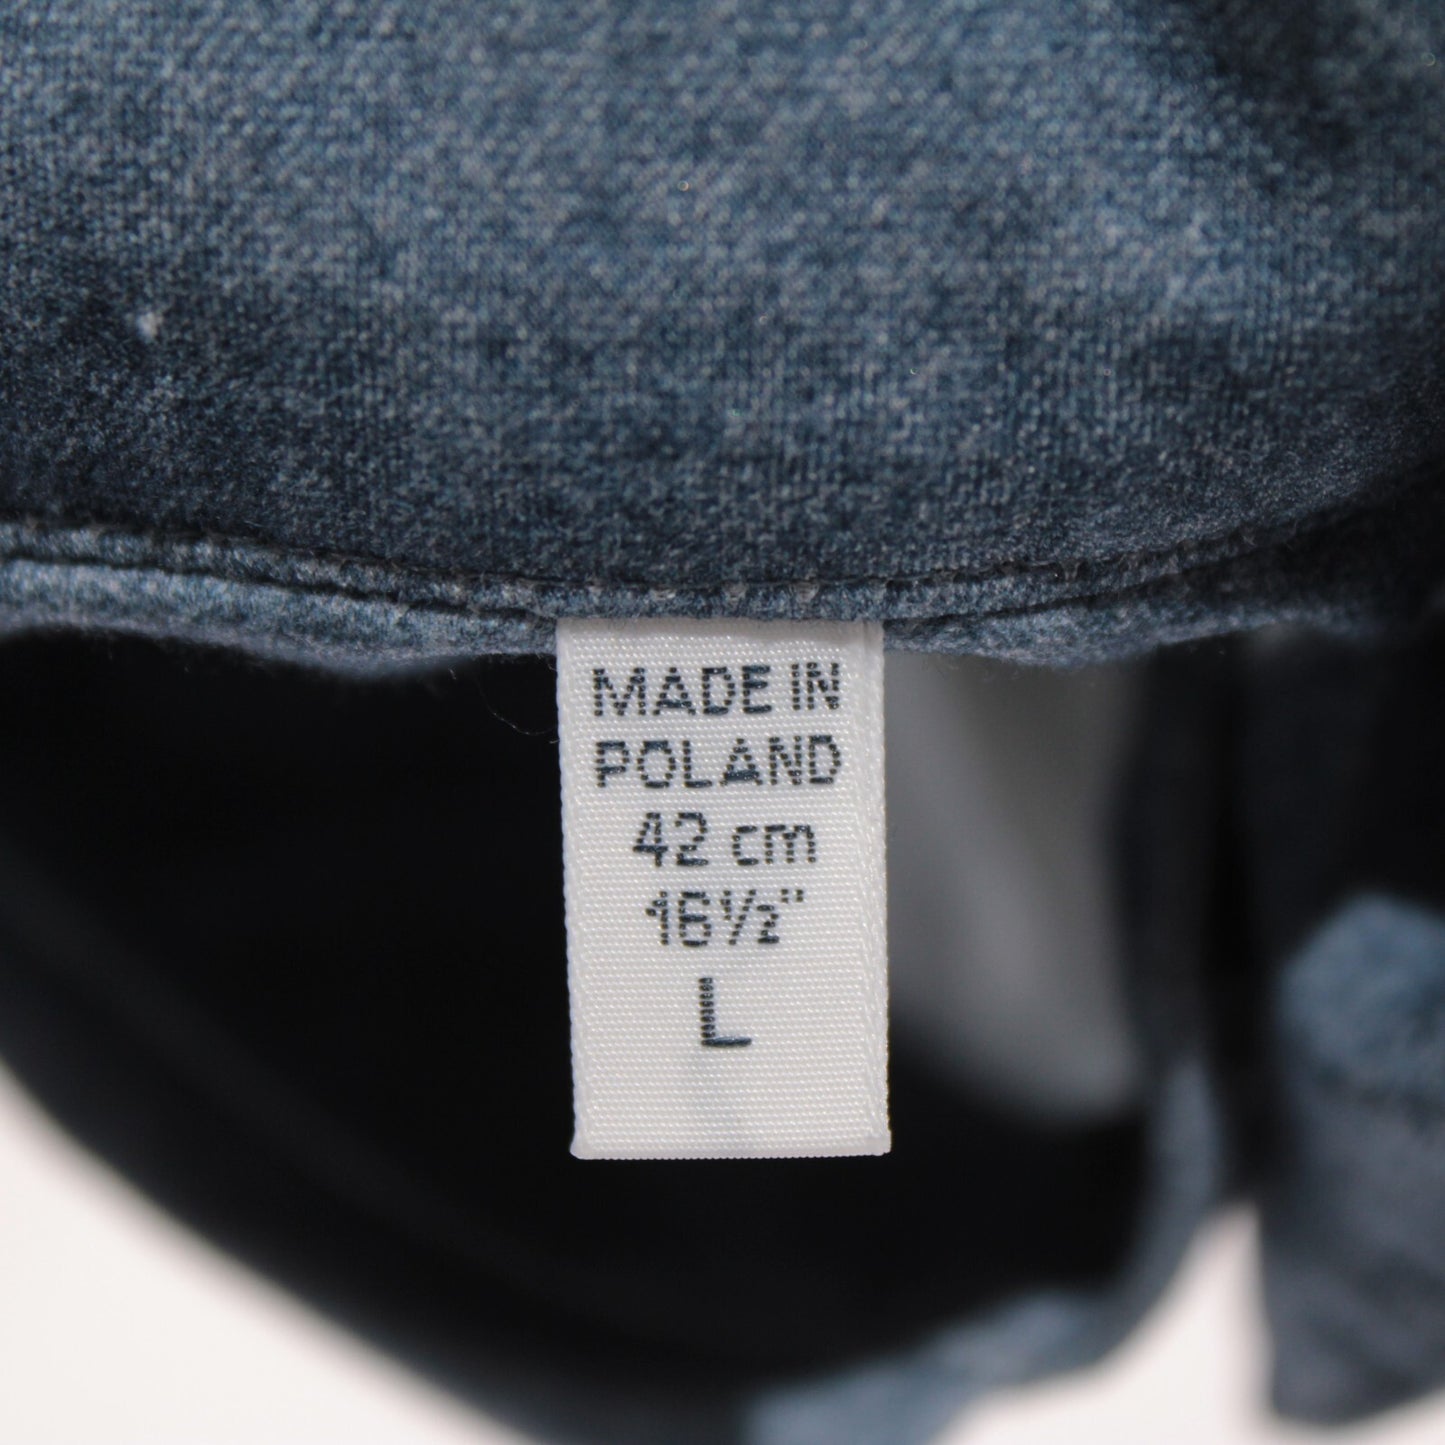 MADE IN
POLAND
42 cm
16½"
L